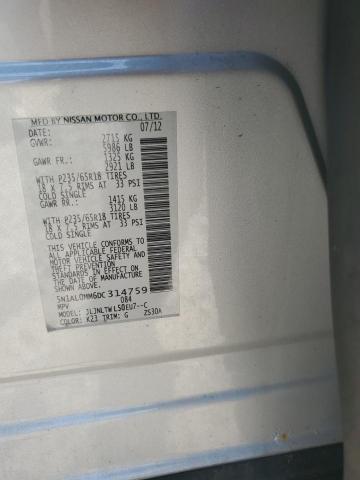 MFD BY NISSAN MOTOR CO., LTD.
DATE: 07/12
GVWR: 2715 KG
5986 LB
GAWR FR.: 1325 KG
2921 LB
WITH P235/65R18 TIRES
18 X 7.5 RIMS AT 33 PSI
COLD SINGLE
GAWR RR.: 1415 KG
3120 LB
WITH P235/65R18 TIRES
18 X 7.5 RIMS AT 33 PSI
COLD SINGLE
THIS VEHICLE CONFORMS TO
ALL APPLICABLE U.S. FEDERAL
MOTOR VEHICLE SAFETY AND
THEFT PREVENTION
STANDARDS IN EFFECT ON
THE DATE OF MANUFACTURE
SHOWN ABOVE.
5N1AL0MM6DC314759
MPV 084
MODEL: JLJNLTWL50EU7--C
COLOR: K23 TRIM: G ZS30A